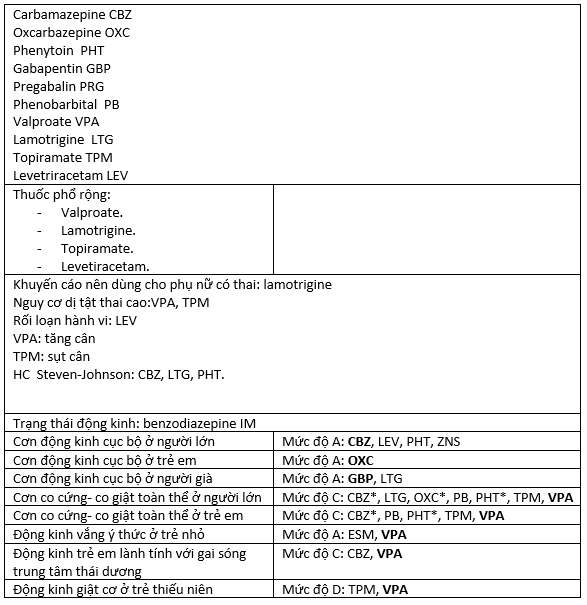 Carbamazepine CBZ
Oxcarbazepine OXC
Phenytoin  PHT
Gabapentin GBP
Pregabalin PRG
Phenobarbital  PB
Valproate VPA
Lamotrigine  LTG
Topiramate TPM
Levetriracetam LEV
Thuốc phổ rộng:
- Valproate.
- Lamotrigine.
- Topiramate.
- Levetiracetam.
Khuyến cáo nên dùng cho phụ nữ có thai: lamotrigine
Nguy cơ dị tật thai cao:VPA, TPM
Rối loạn hành vi: LEV
VPA: tăng cân
TPM: sụt cân
HC  Steven-Johnson: CBZ, LTG, PHT.
Trạng thái động kinh: benzodiazepine IM
Cơn động kinh cục bộ ở người lớn Mức độ A: CBZ, LEV, PHT, ZNS
Cơn động kinh cục bộ ở trẻ em Mức độ A: OXC
Cơn động kinh cục bộ ở người già Mức độ A: GBP, LTG
Cơn co cứng- co giật toàn thể ở người lớn Mức độ C: CBZ*, LTG, OXC*, PB, PHT*, TPM, VPA
Cơn co cứng- co giật toàn thể ở trẻ em Mức độ C: CBZ*, PB, PHT*, TPM, VPA
Động kinh vắng ý thức ở trẻ nhỏ Mức độ A: ESM, VPA
Động kinh trẻ em lành tính với gai sóng Mức độ C: CBZ, VPA
trung tâm thái dương
Động kinh giật cơ ở trẻ thiếu niên Mức độ D: TPM, VPA